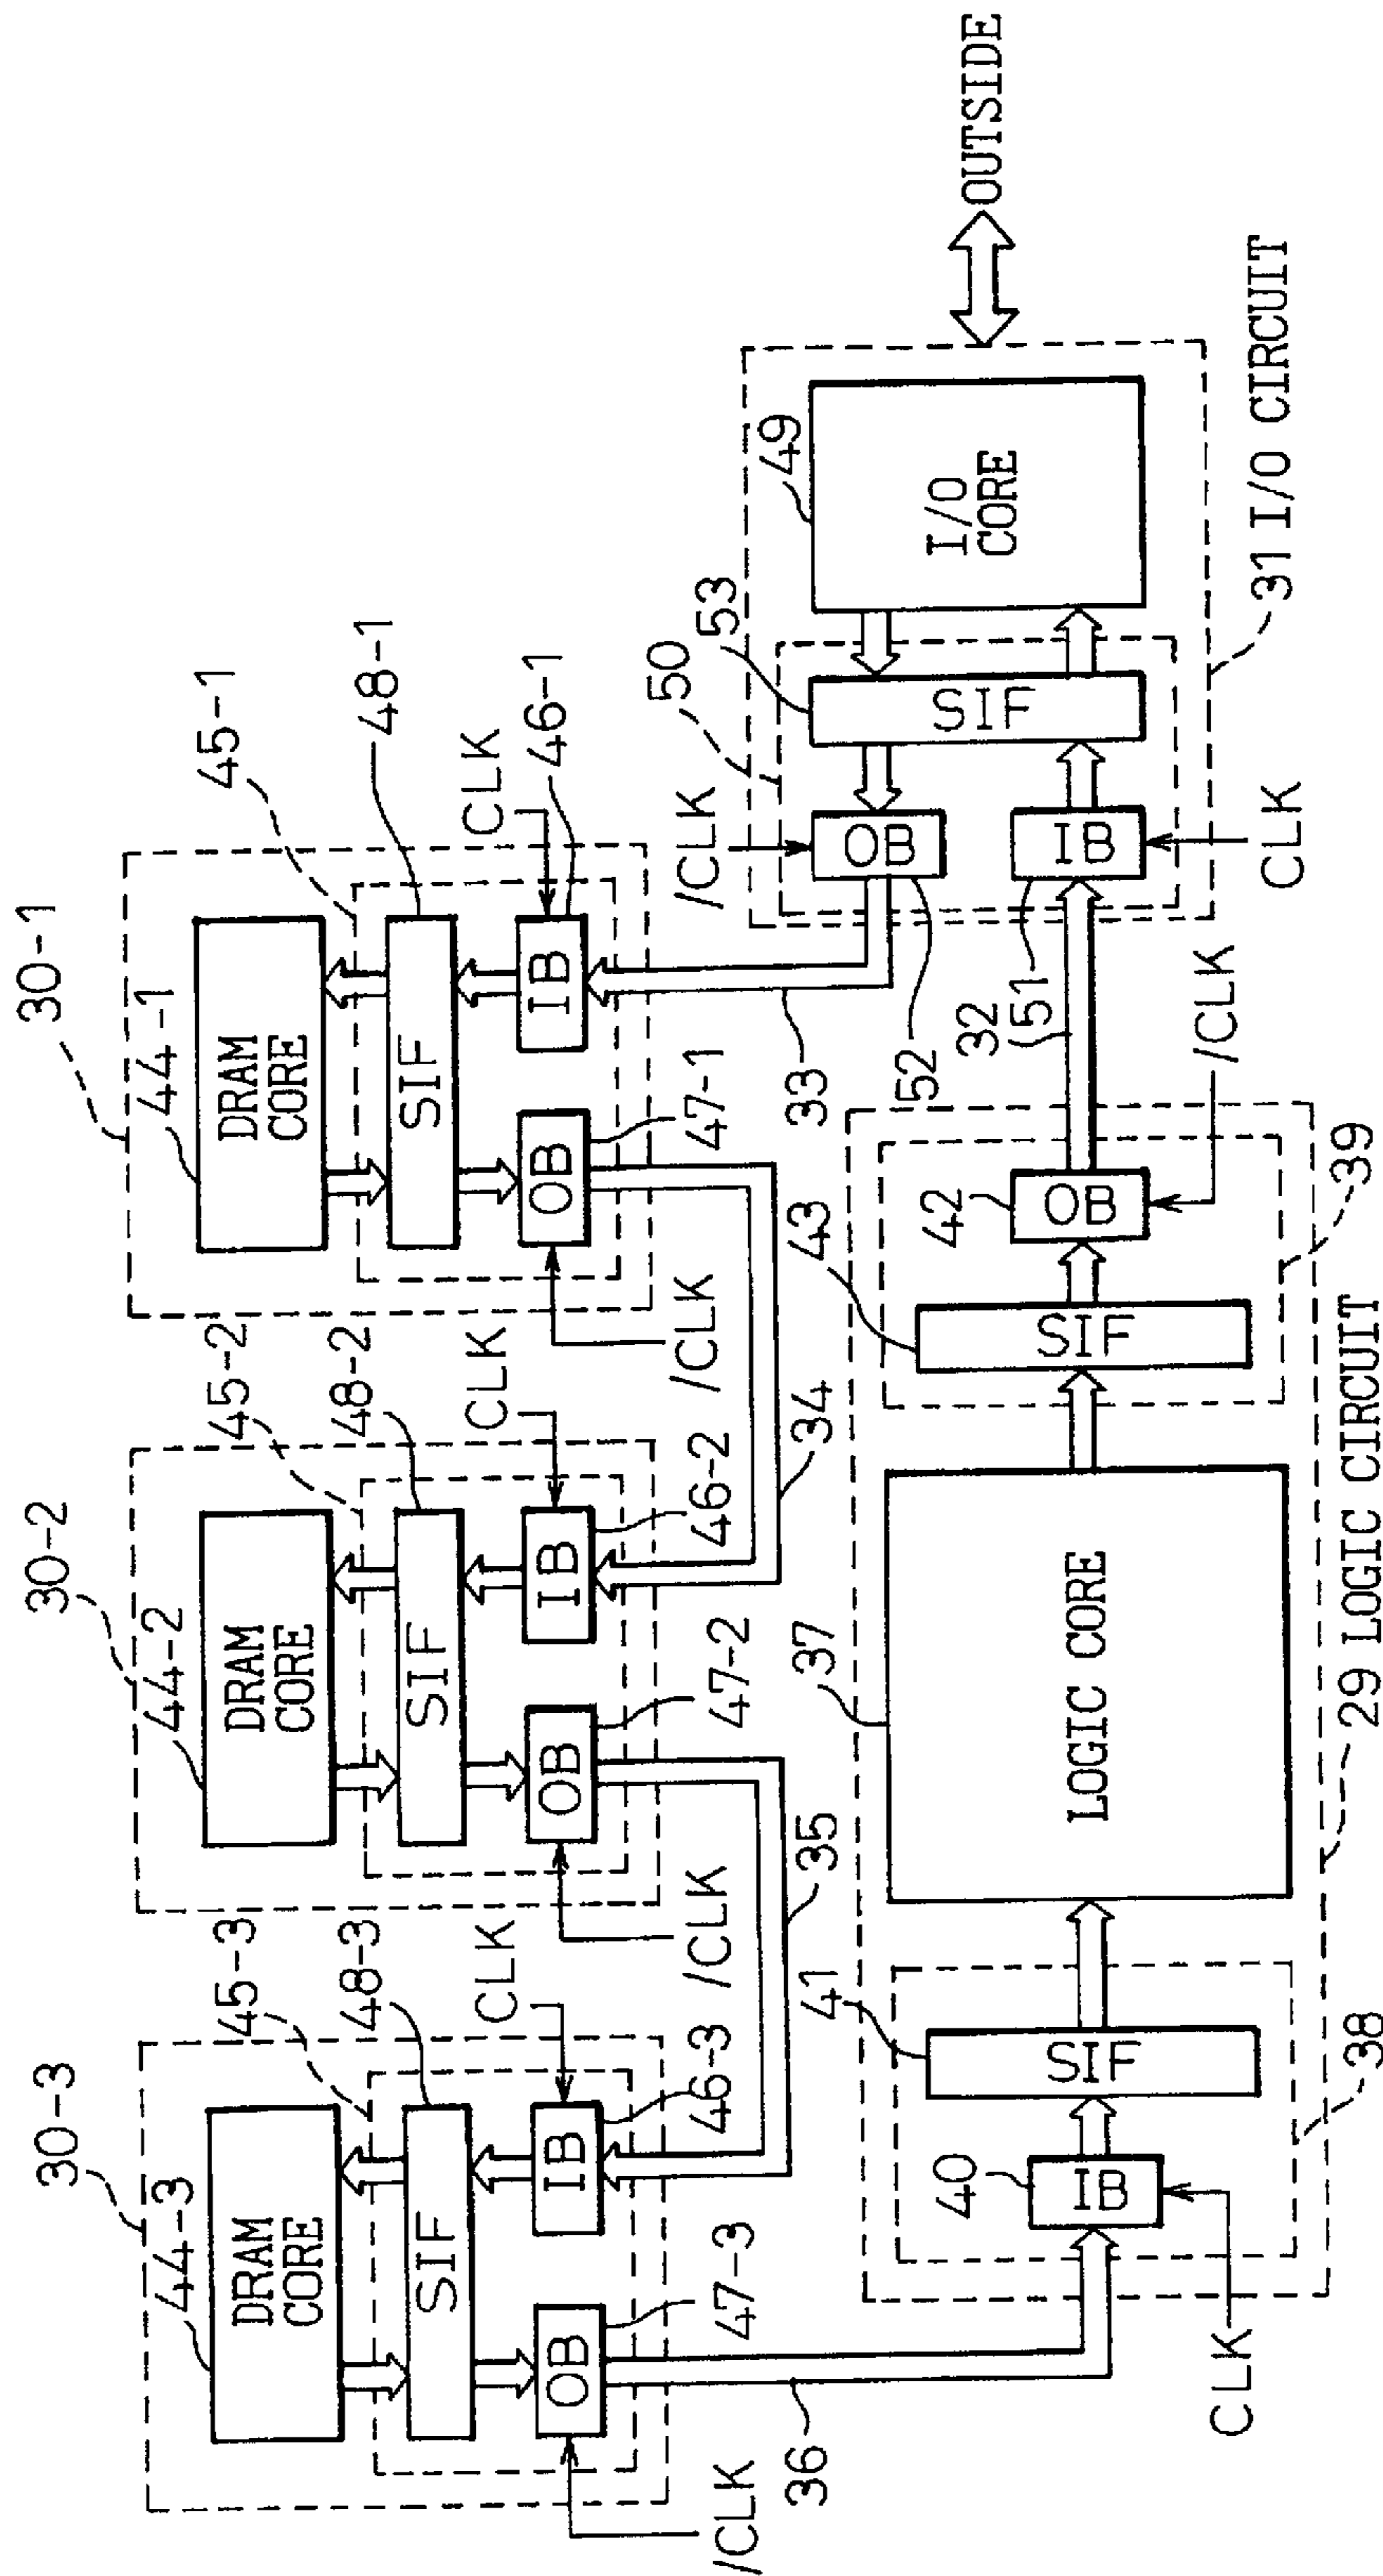 30-3
44-3
DRAM
CORE
45-3
48-3
SIF
CLK
OB
IB
46-3
47-3
/CLK
36
30-2
44-2
DRAM
CORE
45-2
48-2
SIF
CLK
OB
IB
46-2
47-2
/CLK
35
30-1
44-1
DRAM
CORE
45-1
48-1
SIF
CLK
OB
IB
46-1
47-1
/CLK
34
33
40
IB
41
SIF
CLK
38
37
LOGIC CORE
43
SIF
42
OB
/CLK
39
29 LOGIC CIRCUIT
32
51
52
/CLK
50
53
OB
IB
SIF
CLK
49
I/O
CORE
31 I/O CIRCUIT
OUTSIDE